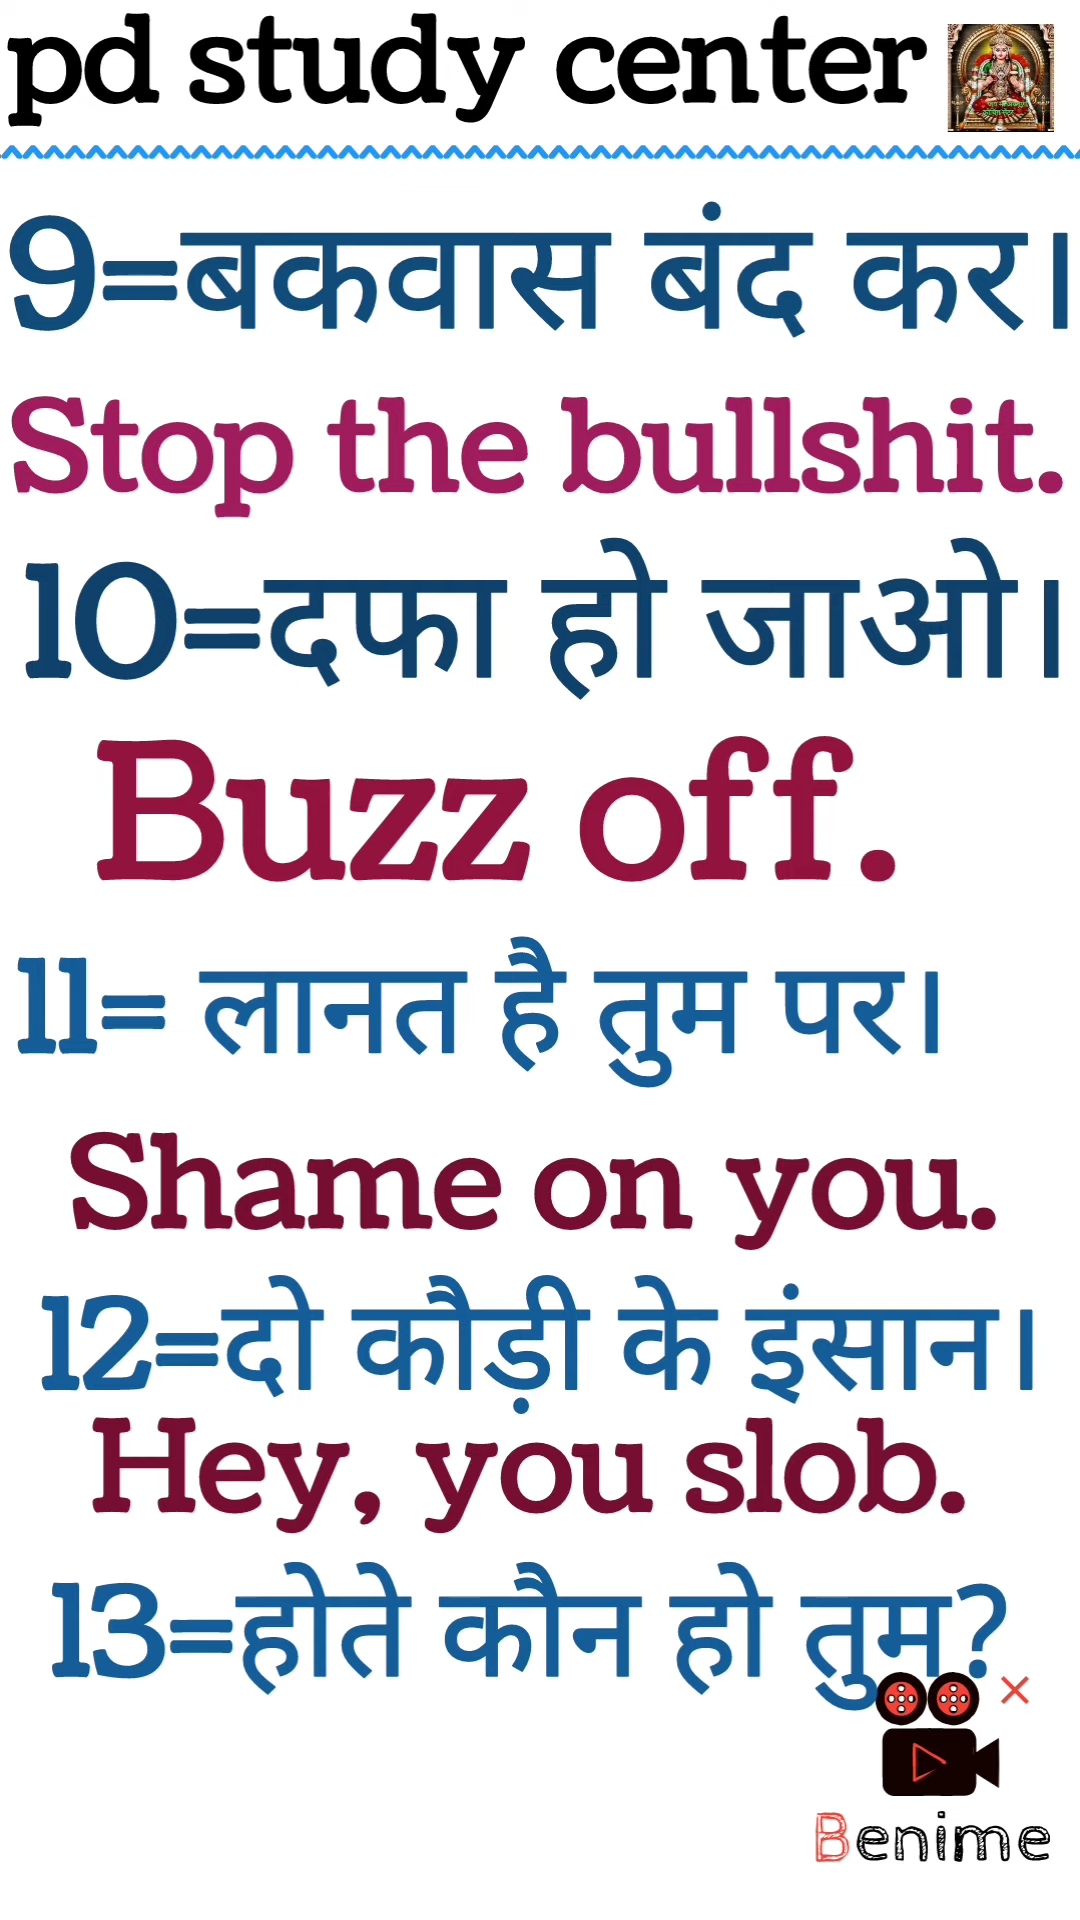 pd study center
9=बकवास बंद कर।
Stop the bullshit.
10=दफा हो जाओ।
Buzz off.
11= लानत है तुम पर।
Shame on you.
12=दो कौड़ी के इंसान।
Hey, you slob.
13=होते कौन हो तुम?
Benime